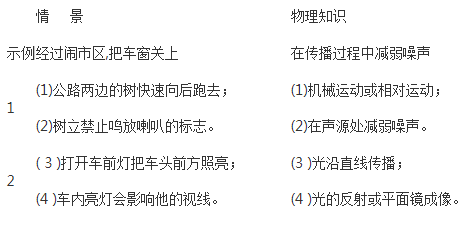 情 景 物理知识
示例经过闹市区,把车窗关上 在传播过程中减弱噪声
1 (1)公路两边的树快速向后跑去； (1)机械运动或相对运动；
(2)树立禁止鸣放喇叭的标志。 (2)在声源处减弱噪声。
2 (3)打开车前灯把车头前方照亮； (3)光沿直线传播；
(4)车内亮灯会影响他的视线。 (4)光的反射或平面镜成像。